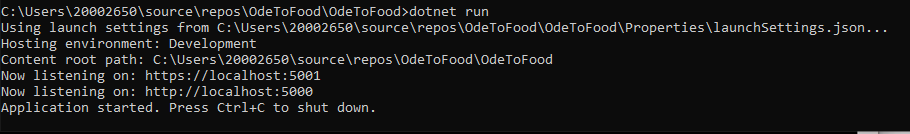 C:\Users\20002650\source\repos\OdeToFood\OdeToFood>dotnet run
Using launch settings from C:\Users\20002650\source\repos\OdeToFood\OdeToFood\Properties\launchSettings.json...
Hosting environment: Development
Content root path: C:\Users\20002650\source\repos\OdeToFood\OdeToFood
Now listening on: https://localhost:5001
Now listening on: http://localhost:5000
Application started. Press Ctrl+C to shut down.